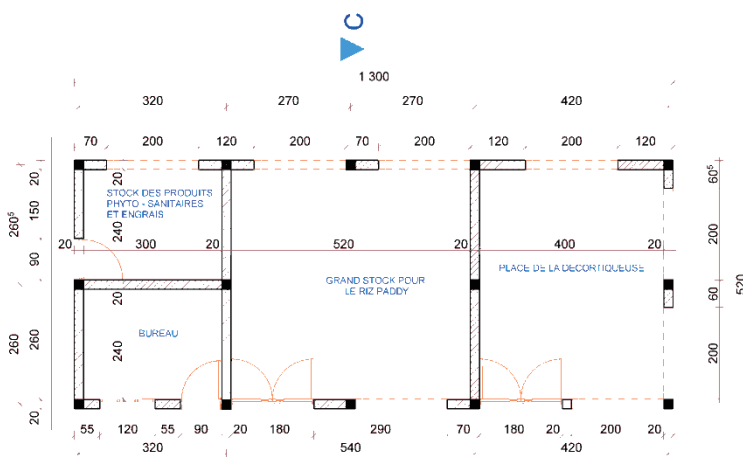 C
1 300
320 270 270 420
70 200 120 200 70 200 120 200 120
20 20 60⁵
STOCK DES PRODUITS
PHYTO - SANITAIRES
ET ENGRAIS
150 260⁵ 240 200
20 300 20 520 20 400 20
90
PLACE DE LA DECORTIQUEUSE
GRAND STOCK POUR
LE RIZ PADDY
20 60 520
BUREAU
260 260 240 200
20
55 120 55 90 20 180 290 70 180 20 200 20
320 540 420